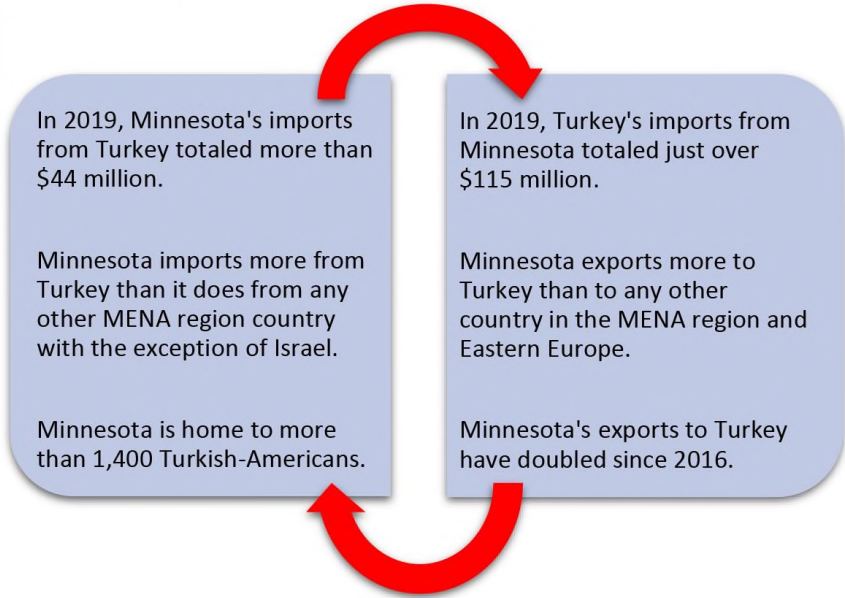 In 2019, Minnesota's imports
from Turkey totaled more than
$44 million.
Minnesota imports more from
Turkey than it does from any
other MENA region country
with the exception of Israel.
Minnesota is home to more
than 1,400 Turkish-Americans.
In 2019, Turkey's imports from
Minnesota totaled just over
$115 million.
Minnesota exports more to
Turkey than to any other
country in the MENA region and
Eastern Europe.
Minnesota's exports to Turkey
have doubled since 2016.